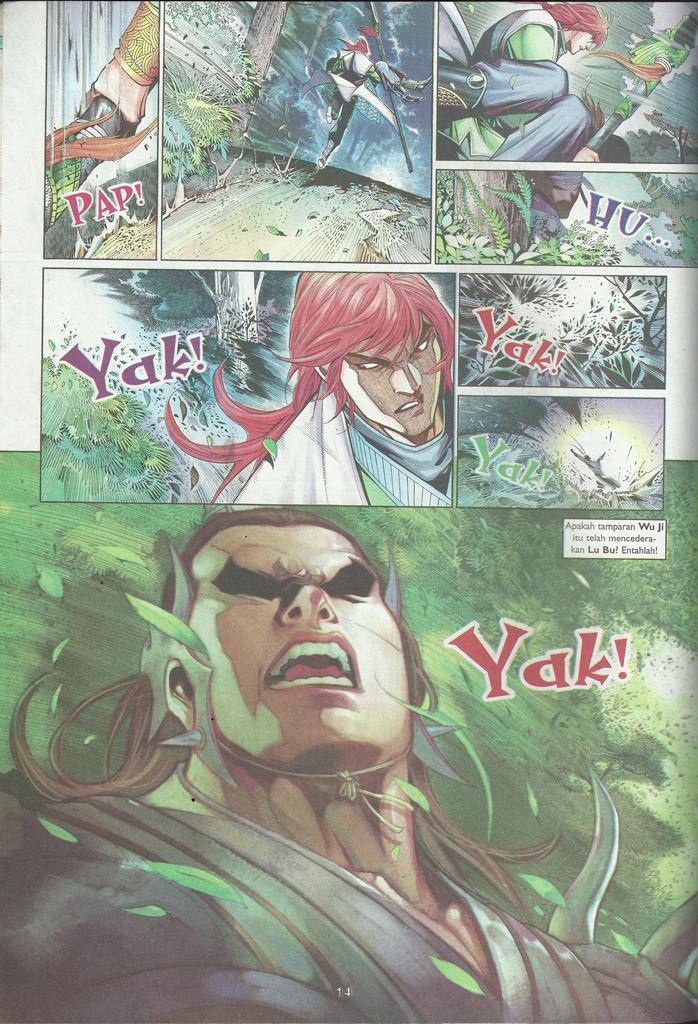 PAP!
HU...
Yak!
Yak!
Yak!
Apakah tamparan Wu Ji
itu telah mencedera-
kan Lu Bu? Entahlah!
Yak!
14